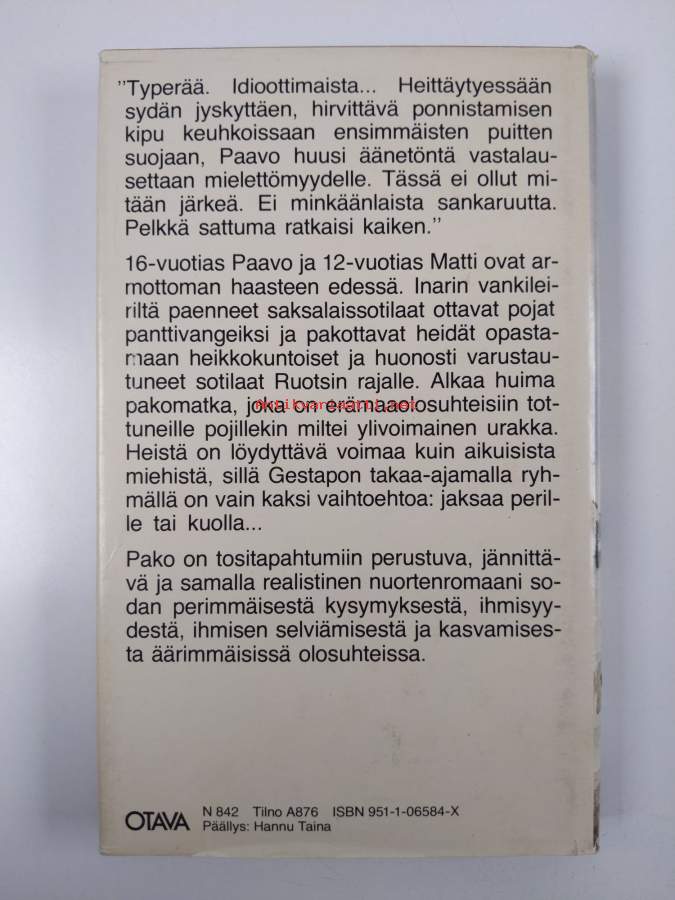 "Typerää. Idioottimaista... Heittäytyessään
sydän jyskyttäen, hirvittävä ponnistamisen
kipu keuhkoissaan ensimmäisten puitten
suojaan, Paavo huusi äänetöntä vastalau-
settaan mielettömyydelle. Tässä ei ollut mi-
tään järkeä. Ei minkäänlaista sankaruutta.
Pelkkä sattuma ratkaisi kaiken."
16-vuotias Paavo ja 12-vuotias Matti ovat ar-
mottoman haasteen edessä. Inarin vankilei-
riltä paenneet saksalaissotilaat ottavat pojat
panttivangeiksi ja pakottavat heidät opasta-
maan heikkokuntoiset ja huonosti varustau-
tuneet sotilaat Ruotsin rajalle. Alkaa huima
pakomatka, joka on erämaaolosuhteisiin tot-
Antikvariaatti.net
tuneille pojillekin miltei ylivoimainen urakka.
Heistä on löydyttävä voimaa kuin aikuisista
miehistä, sillä Gestapon takaa-ajamalla ryh-
mällä on vain kaksi vaihtoehtoa: jaksaa peril-
le tai kuolla...
Pako on tositapahtumiin perustuva, jännittä-
vä ja samalla realistinen nuortenromaani so-
dan perimmäisestä kysymyksestä, ihmisyy-
destä, ihmisen selviämisestä ja kasvamises-
ta äärimmäisissä olosuhteissa.
OTAVA
N 842 Tilno A876 ISBN 951-1-06584-X
Päällys: Hannu Taina